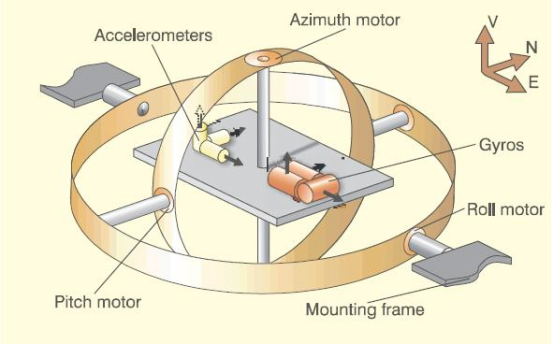 Azimuth motor
Accelerometers
V
N
E
Gyros
Roll motor
Pitch motor
Mounting frame